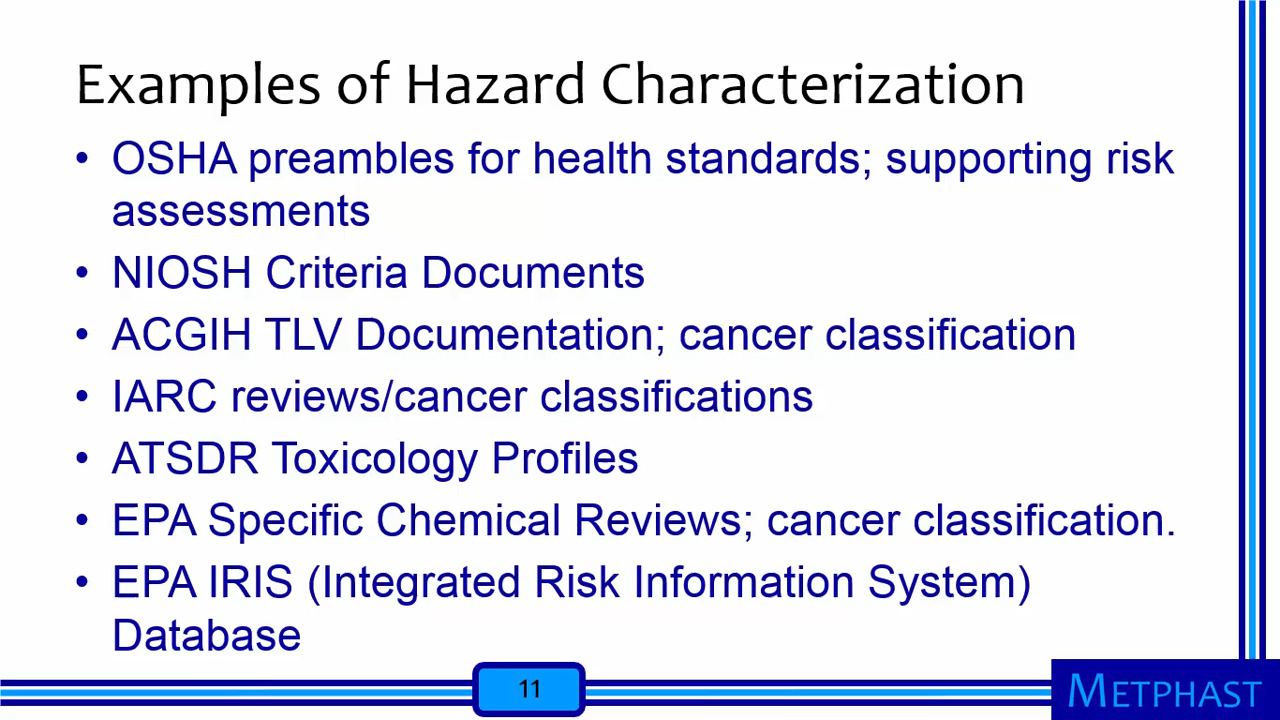 Examples of Hazard Characterization
• OSHA preambles for health standards; supporting risk
assessments
• NIOSH Criteria Documents
• ACGIH TLV Documentation; cancer classification
• IARC reviews/cancer classifications
• ATSDR Toxicology Profiles
• EPA Specific Chemical Reviews; cancer classification.
• EPA IRIS (Integrated Risk Information System)
Database
11
METPHAST